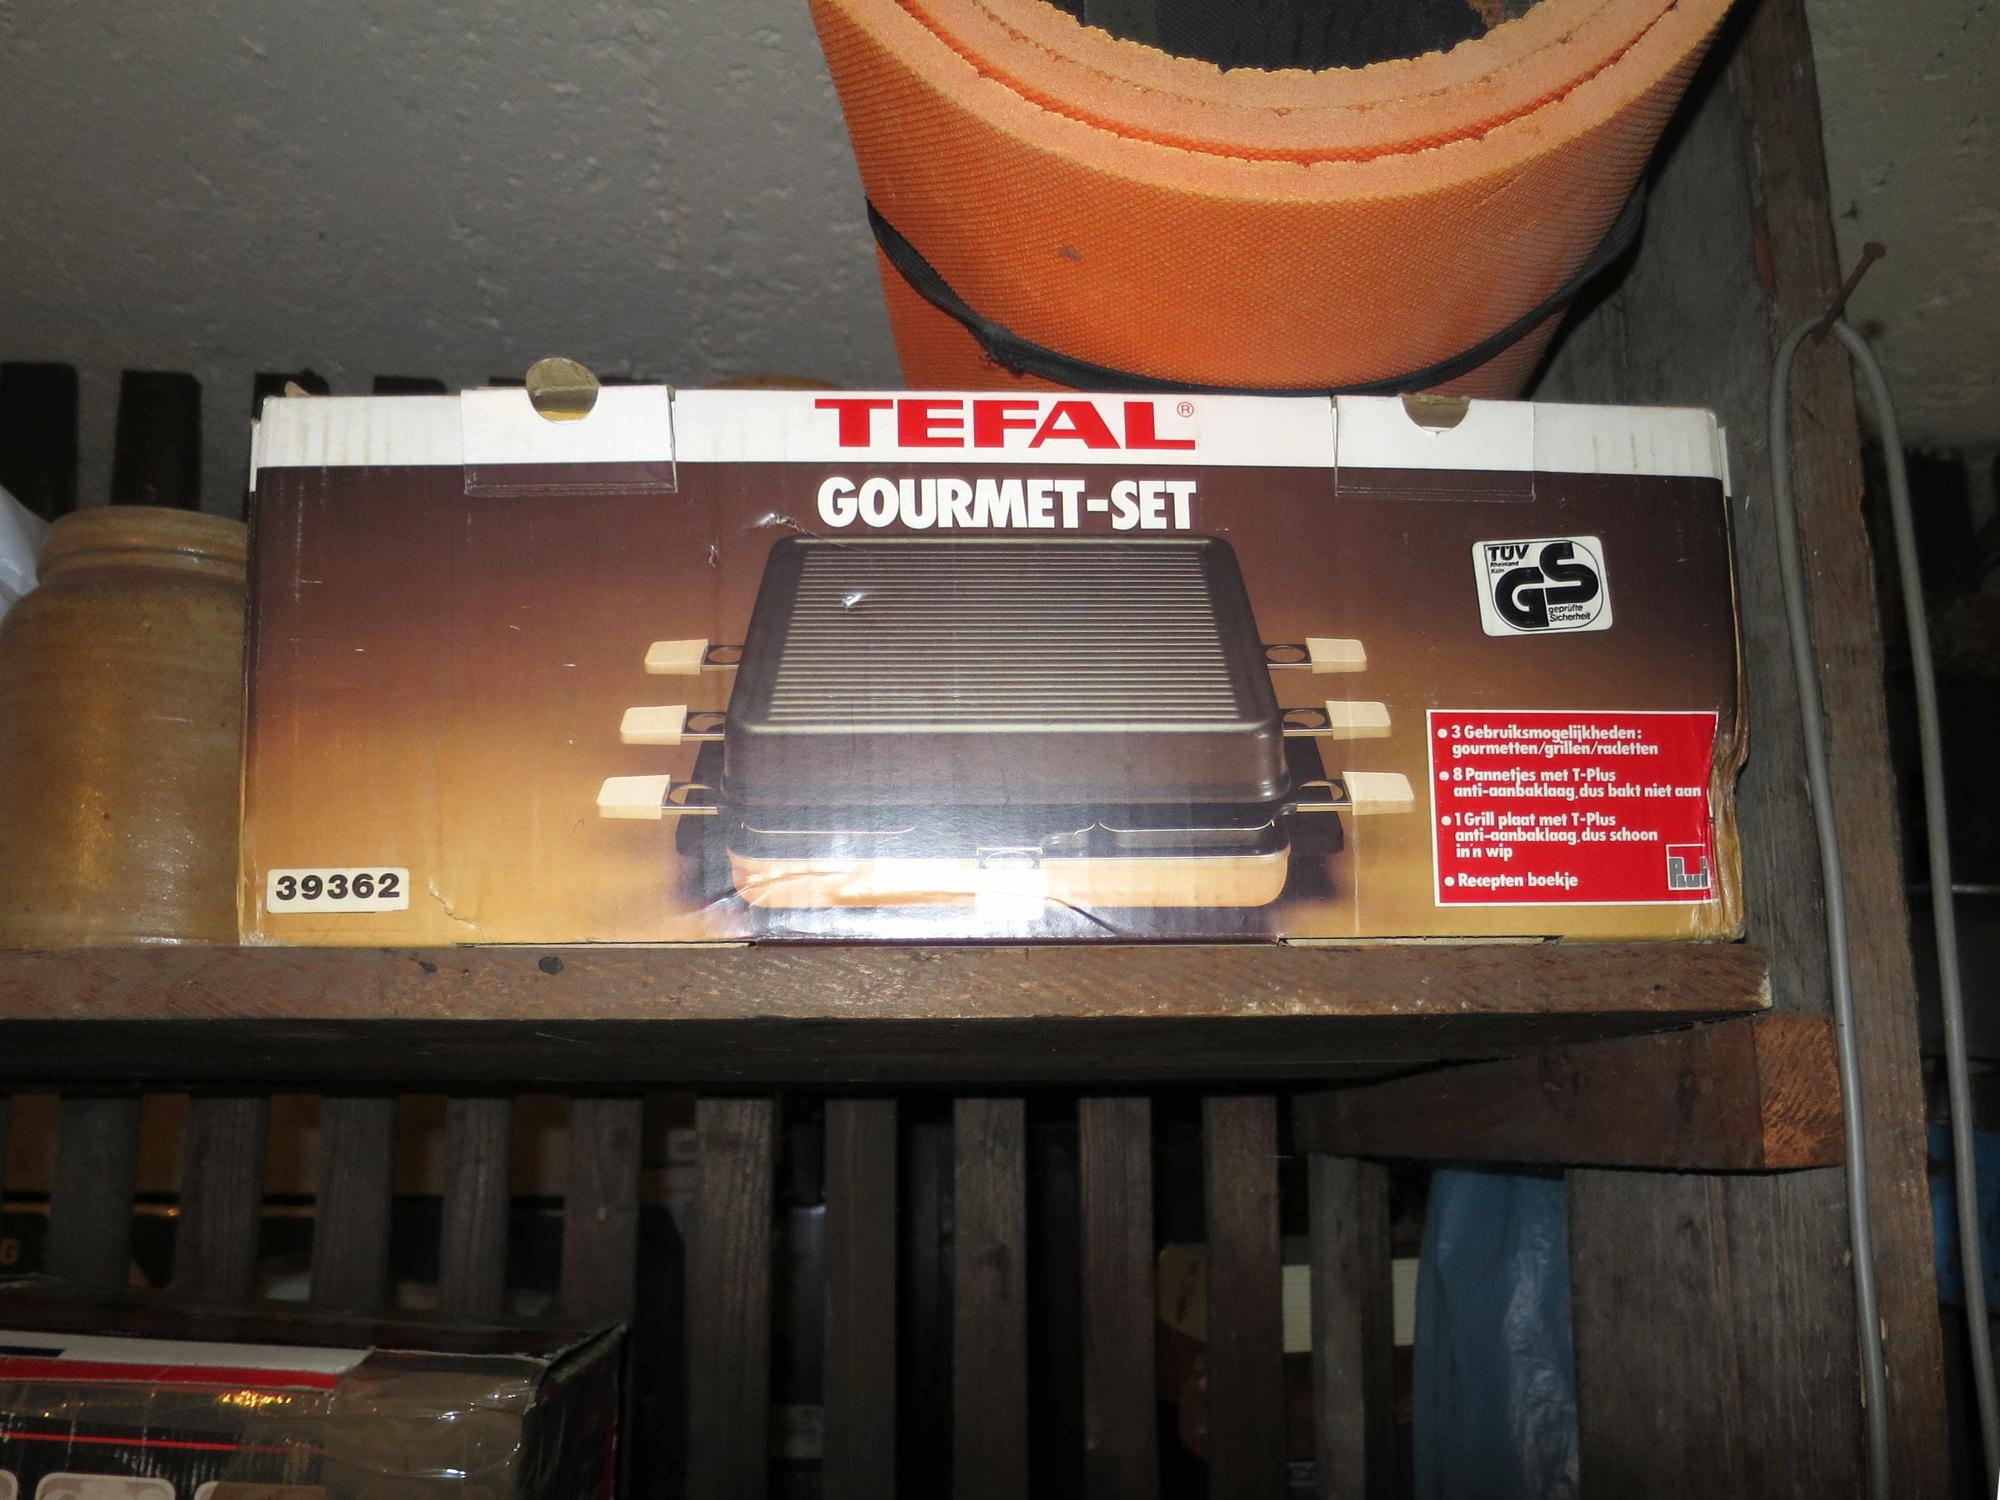 TEFAL®
GOURMET-SET
TÜV
Rheinland
Köln
GS
geprüfte
Sicherheit
• 3 Gebruiksmogelijkheden:
gourmetten/grillen/racletten
• 8 Pannetjes met T-Plus
anti-aanbaklaag, dus bakt niet aan
• 1 Grill plaat met T-Plus
anti-aanbaklaag, dus schoon
in'n wip
• Recepten boekje
39362
G